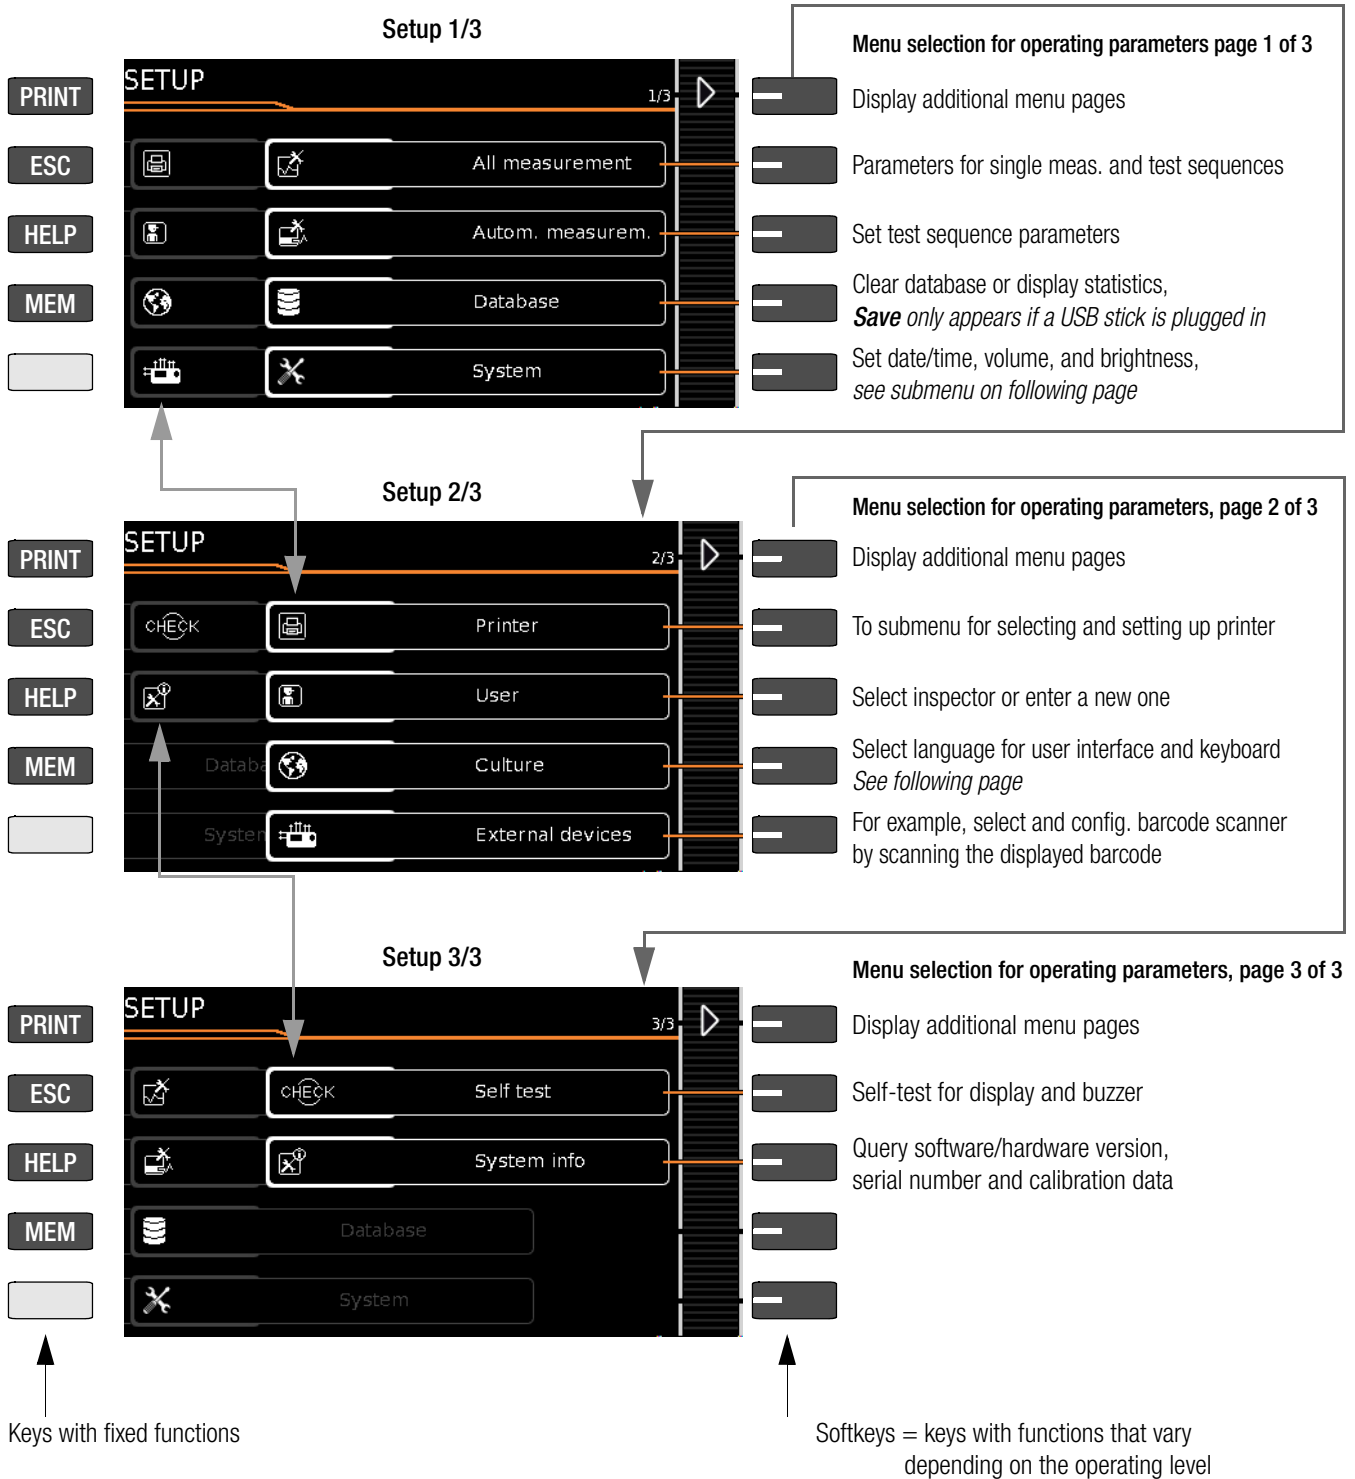 Setup 1/3
Menu selection for operating parameters page 1 of 3
SETUP
1/3
PRINT
Display additional menu pages
ESC
All measurement
Parameters for single meas. and test sequences
HELP
Autom. measurem.
Set test sequence parameters
MEM
Database
Clear database or display statistics,
Save only appears if a USB stick is plugged in
System
Set date/time, volume, and brightness,
see submenu on following page
Setup 2/3
Menu selection for operating parameters, page 2 of 3
SETUP
2/3
PRINT
Display additional menu pages
ESC
CHECK
Printer
To submenu for selecting and setting up printer
HELP
User
Select inspector or enter a new one
MEM
Databa
Culture
Select language for user interface and keyboard
See following page
System
External devices
For example, select and config. barcode scanner
by scanning the displayed barcode
Setup 3/3
Menu selection for operating parameters, page 3 of 3
SETUP
3/3
PRINT
Display additional menu pages
ESC
CHECK
Self test
Self-test for display and buzzer
HELP
System info
Query software/hardware version,
serial number and calibration data
MEM
Database
System
Keys with fixed functions
Softkeys = keys with functions that vary
depending on the operating level